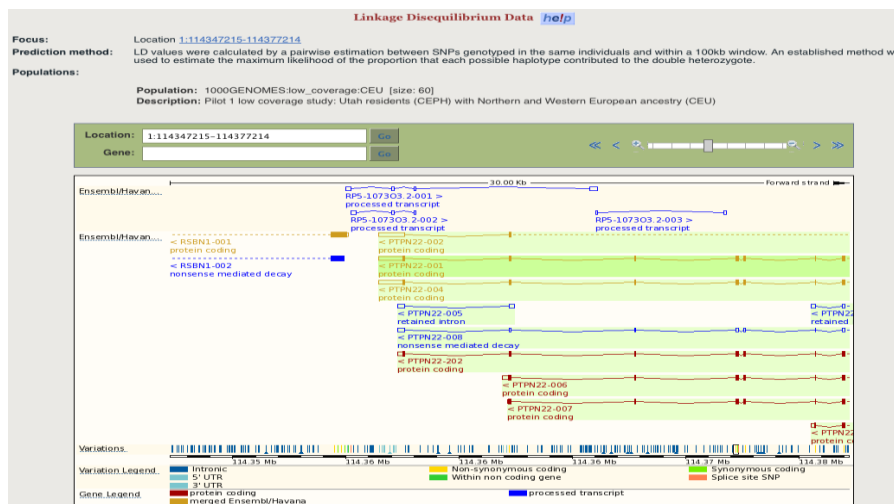 Linkage Disequilibrium Data help
Focus: Location 1:114347215-114377214
Prediction method: LD values were calculated by a pairwise estimation between SNPs genotyped in the same individuals and within a 100kb window. An established method w
used to estimate the maximum likelihood of the proportion that each possible haplotype contributed to the double heterozygote.
Populations:
Population: 1000GENOMES:low_coverage:CEU [size: 60]
Description: Pilot 1 low coverage study: Utah residents (CEPH) with Northern and Western European ancestry (CEU)
Location: 1:114347215-114377214 Go
Gene: Go
<< < > >>
Ensembl/Havan... 30.00 Kb Forward strand
RP5-1073O3.2-001 >
processed transcript
RP5-1073O3.2-002 > RP5-1073O3.2-003 >
processed transcript processed transcript
Ensembl/Havan...
< RSBN1-001 < PTPN22-002
protein coding protein coding
< RSBN1-002 < PTPN22-001
nonsense mediated decay protein coding
< PTPN22-004
protein coding
< PTPN22-005 < PTPN22
retained intron retained
< PTPN22-008
nonsense mediated decay
< PTPN22-202
protein coding
< PTPN22-006
protein coding
< PTPN22-007
protein coding
< PTPN22
protein c
Variations
114.35 Mb 114.36 Mb 114.36 Mb 114.36 Mb 114.37 Mb 114.38 Mb
Variation Legend Intronic Non-synonymous coding Synonymous coding
5' UTR Within non coding gene Splice site SNP
3' UTR
Gene Legend protein coding processed transcript
merged Ensembl/Havana